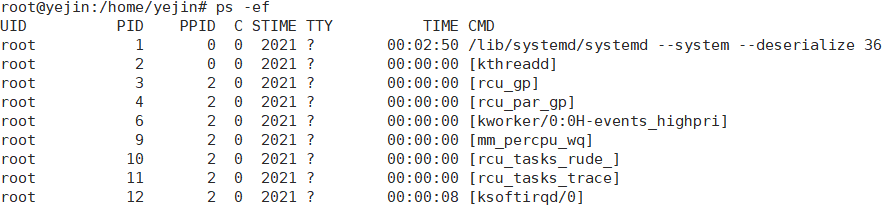 root@yejin:/home/yejin# ps -ef
UID          PID    PPID  C STIME TTY          TIME CMD
root           1       0  0  2021 ?        00:02:50 /lib/systemd/systemd --system --deserialize 36
root           2       0  0  2021 ?        00:00:00 [kthreadd]
root           3       2  0  2021 ?        00:00:00 [rcu_gp]
root           4       2  0  2021 ?        00:00:00 [rcu_par_gp]
root           6       2  0  2021 ?        00:00:00 [kworker/0:0H-events_highpri]
root           9       2  0  2021 ?        00:00:00 [mm_percpu_wq]
root          10       2  0  2021 ?        00:00:00 [rcu_tasks_rude_]
root          11       2  0  2021 ?        00:00:00 [rcu_tasks_trace]
root          12       2  0  2021 ?        00:00:08 [ksoftirqd/0]